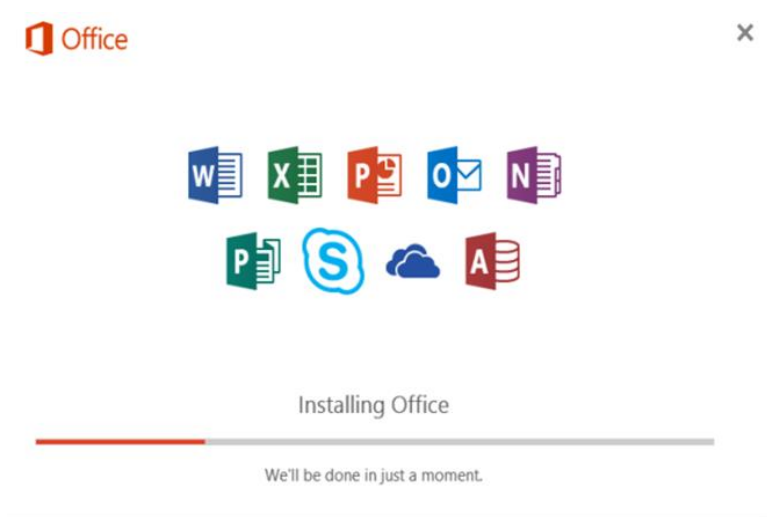 Office
W X P O N
P S A
Installing Office
We'll be done in just a moment.